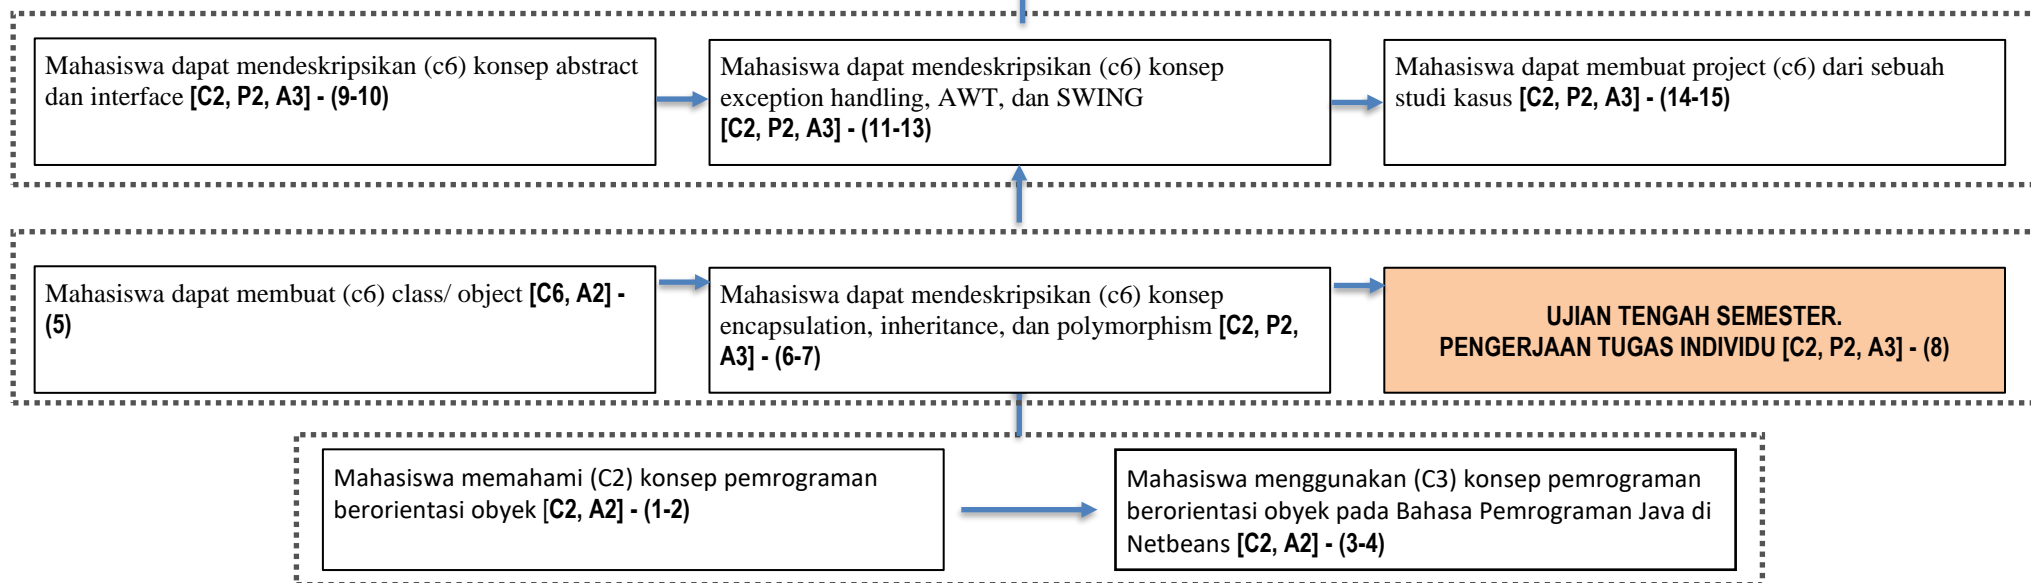 Mahasiswa dapat mendeskripsikan (c6) konsep abstract
dan interface [C2, P2, A3] - (9-10)
Mahasiswa dapat mendeskripsikan (c6) konsep
exception handling, AWT, dan SWING
[C2, P2, A3] - (11-13)
Mahasiswa dapat membuat project (c6) dari sebuah
studi kasus [C2, P2, A3] - (14-15)
Mahasiswa dapat membuat (c6) class/ object [C6, A2] -
(5)
Mahasiswa dapat mendeskripsikan (c6) konsep
encapsulation, inheritance, dan polymorphism [C2, P2,
A3] - (6-7)
UJIAN TENGAH SEMESTER.
PENGERJAAN TUGAS INDIVIDU [C2, P2, A3] - (8)
Mahasiswa memahami (C2) konsep pemrograman
berorientasi obyek [C2, A2] - (1-2)
Mahasiswa menggunakan (C3) konsep pemrograman
berorientasi obyek pada Bahasa Pemrograman Java di
Netbeans [C2, A2] - (3-4)